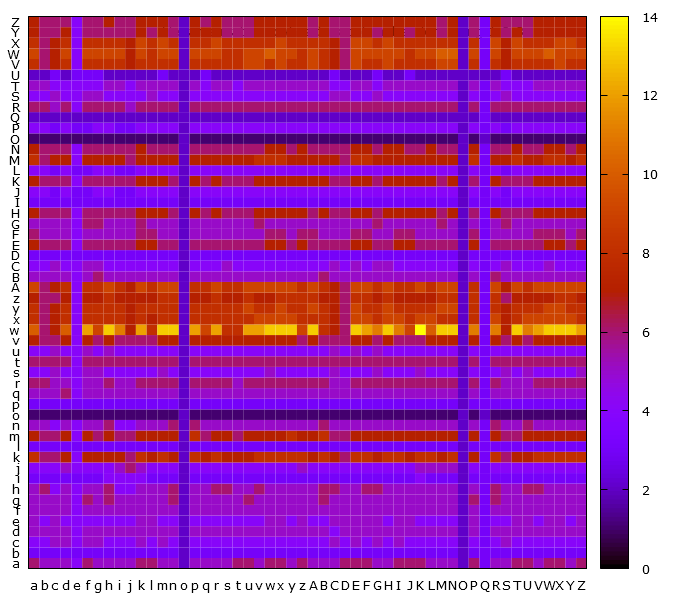 Z
Y
X
W
V
U
T
S
R
Q
P
O
N
M
L
K
J
I
H
G
F
E
D
C
B
A
z
y
x
w
v
u
t
s
r
q
p
o
n
m
l
k
j
i
h
g
f
e
d
c
b
a
a b c d e f g h i j k l m n o p q r s t u v w x y z A B C D E F G H I J K L M N O P Q R S T U V W X Y Z
14
12
10
8
6
4
2
0